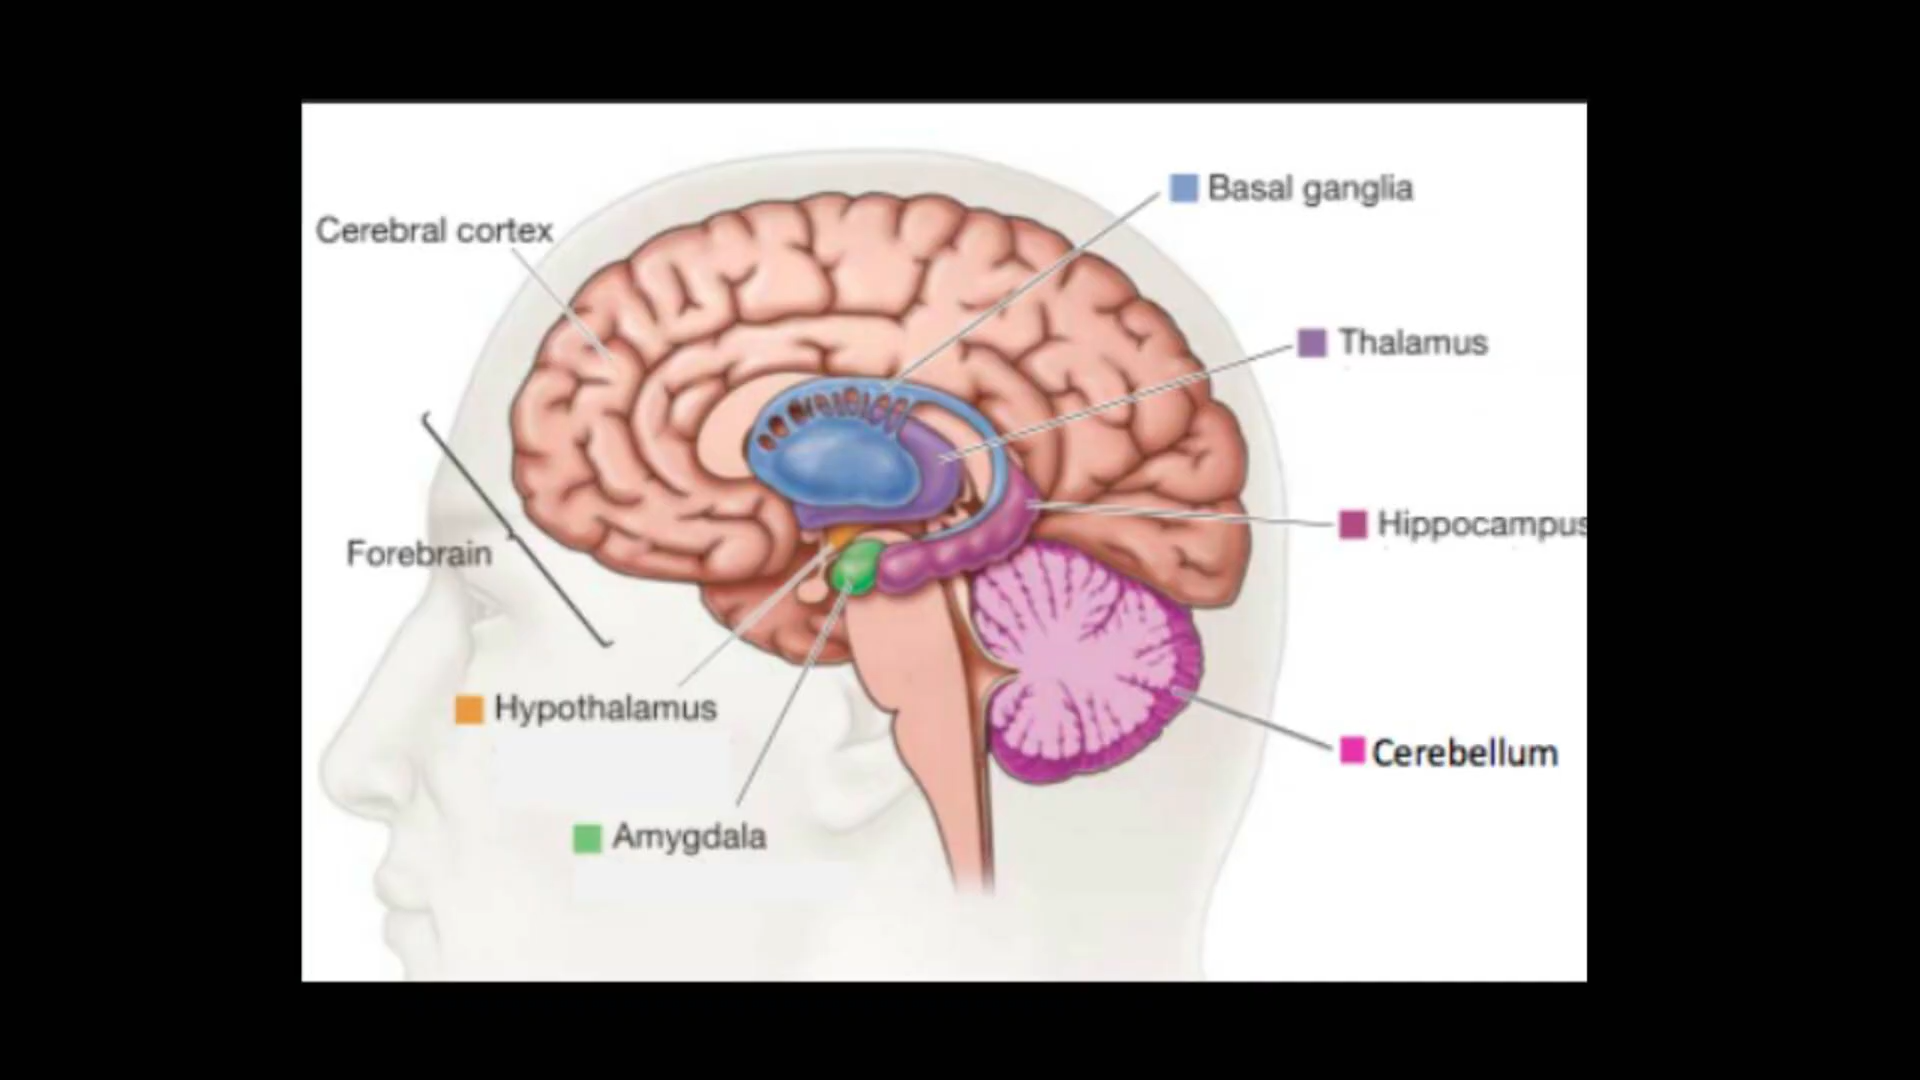 Basal ganglia
Cerebral cortex
Thalamus
Hippocampus
Forebrain
Hypothalamus
Cerebellum
Amygdala